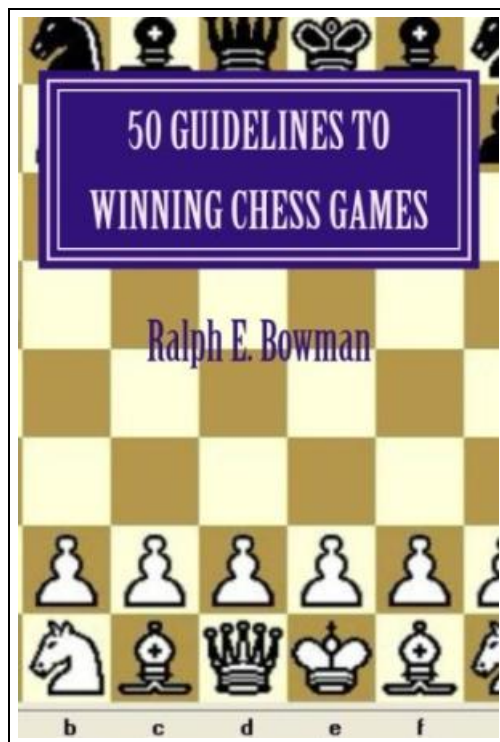 50 GUIDELINES TO
WINNING CHESS GAMES
Ralph E. Bowman
b c d e f